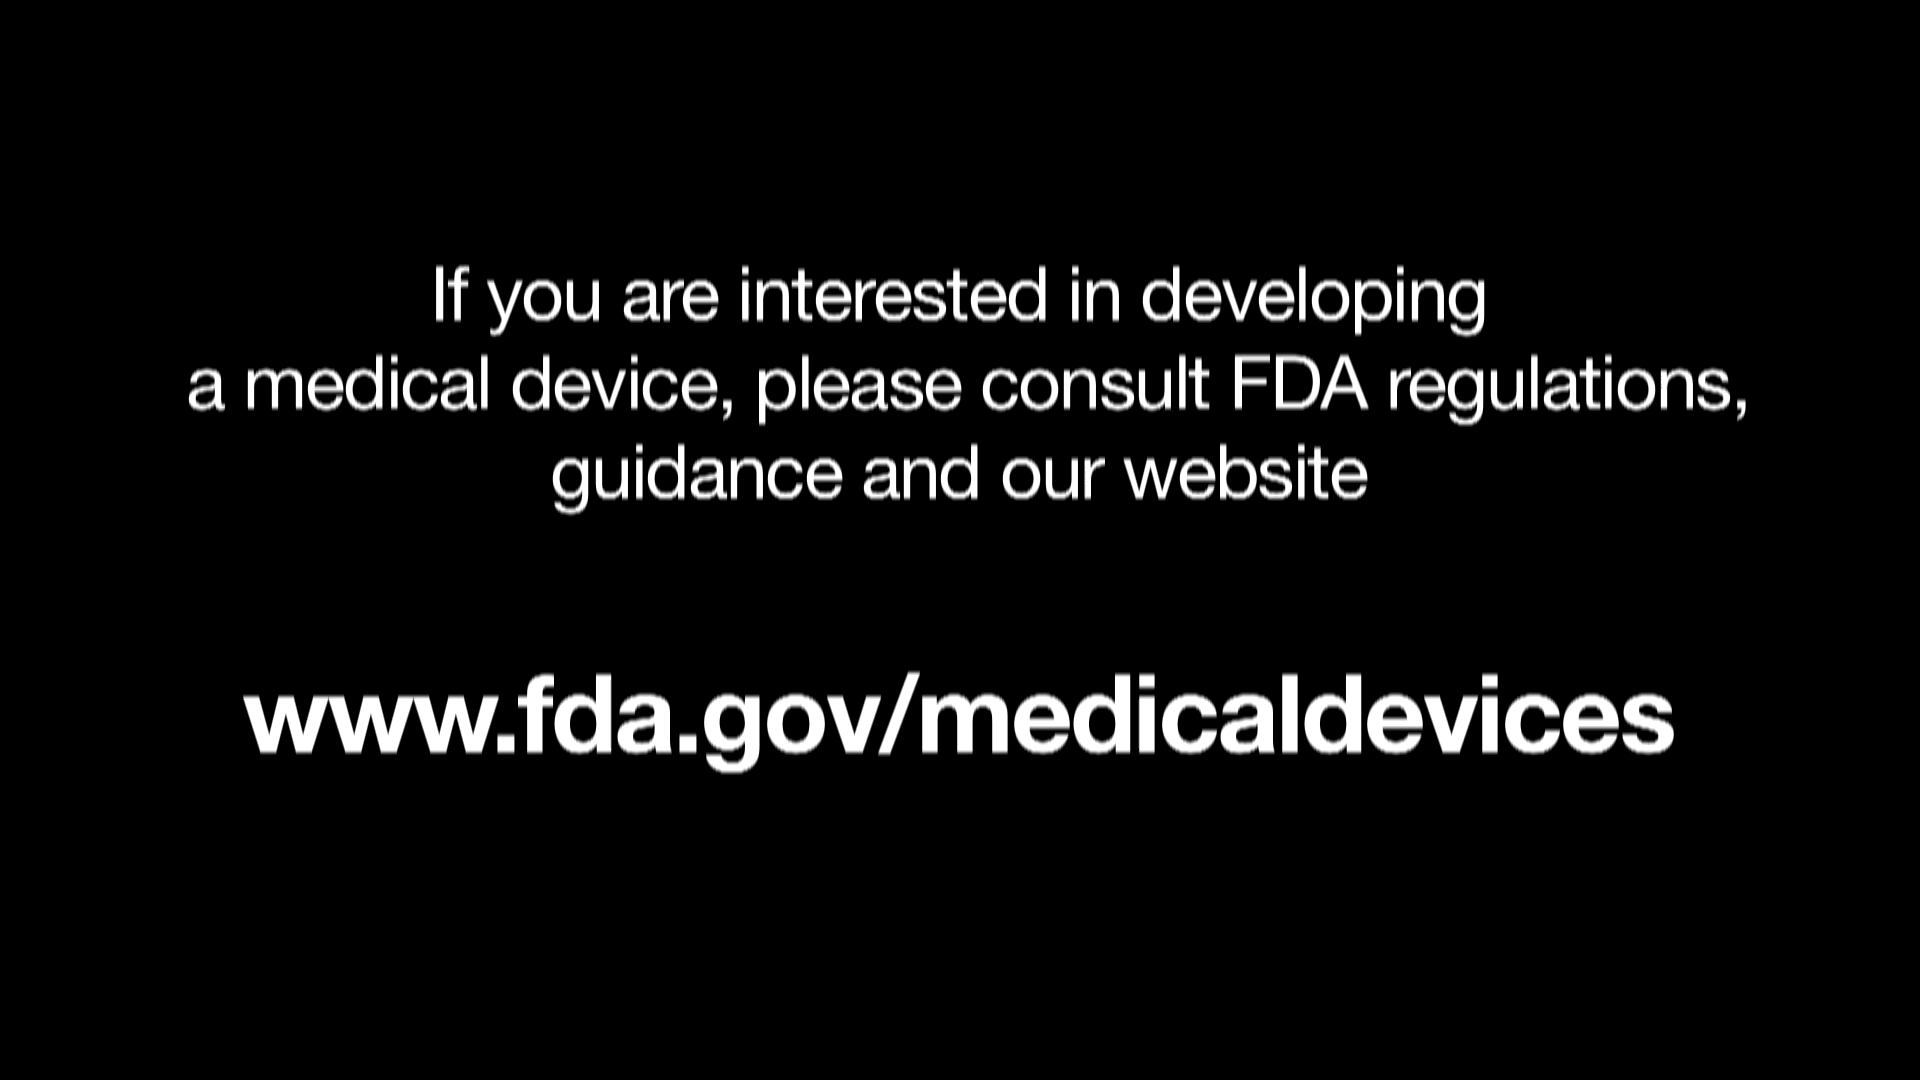 If you are interested in developing
a medical device, please consult FDA regulations,
guidance and our website
www.fda.gov/medicaldevices